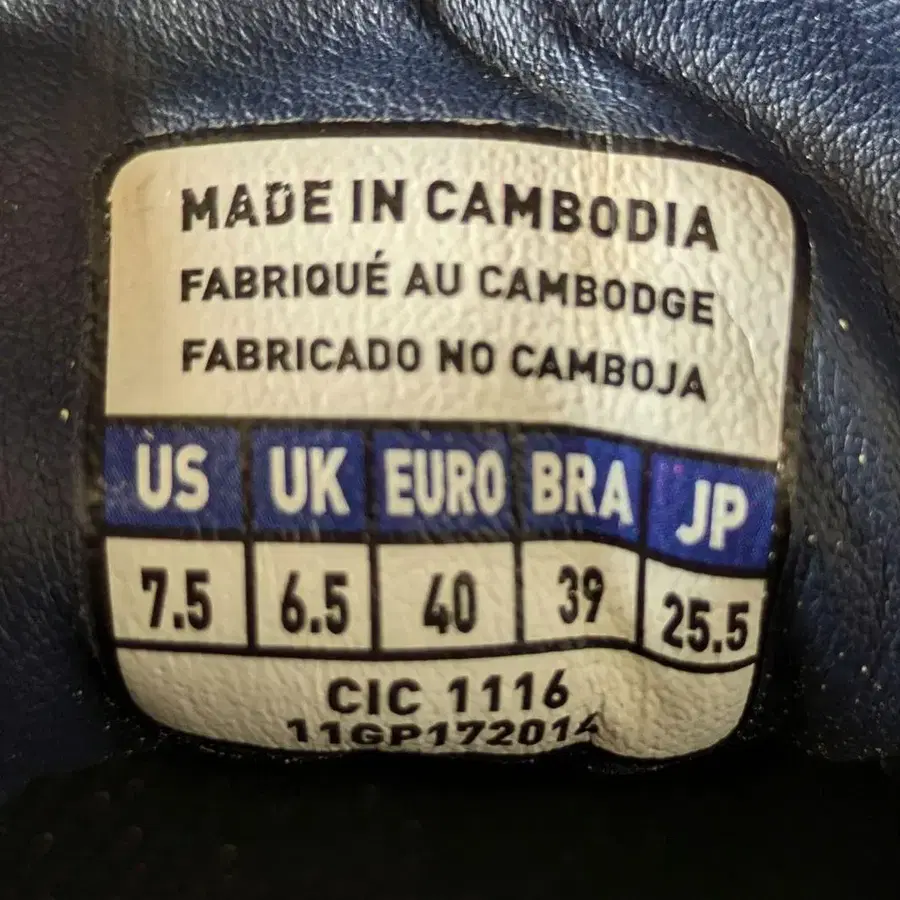 MADE IN CAMBODIA
FABRIQUÉ AU CAMBODGE
FABRICADO NO CAMBOJA
US UK EURO BRA JP
7.5 6.5 40 39 25.5
CIC 1116
11GP172014